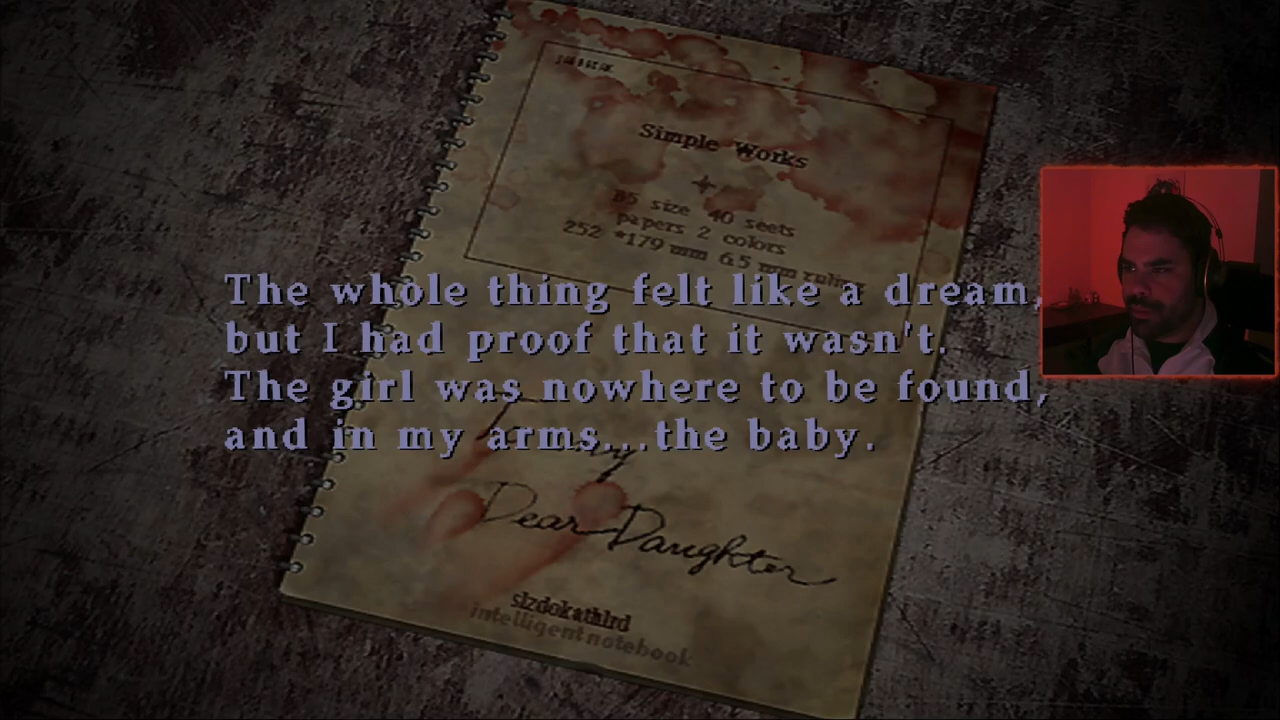 Simple Works
B5 size 40 seets
papers 2 colors
252 *179 mm 6.5 mm ruling
The whole thing felt like a dream,
but I had proof that it wasn't.
The girl was nowhere to be found,
and in my arms...the baby.
Dear Daughter
sizdokathird
intelligent notebook